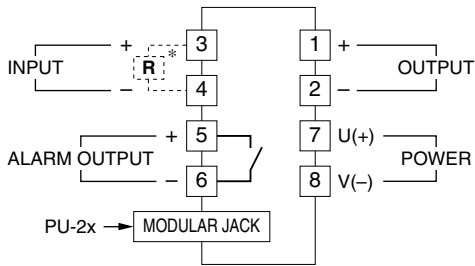 INPUT
+
−
R
*
3
4
1
2
+
−
OUTPUT
ALARM OUTPUT
+
−
5
6
7
8
U(+)
V(−)
POWER
PU-2x
MODULAR JACK